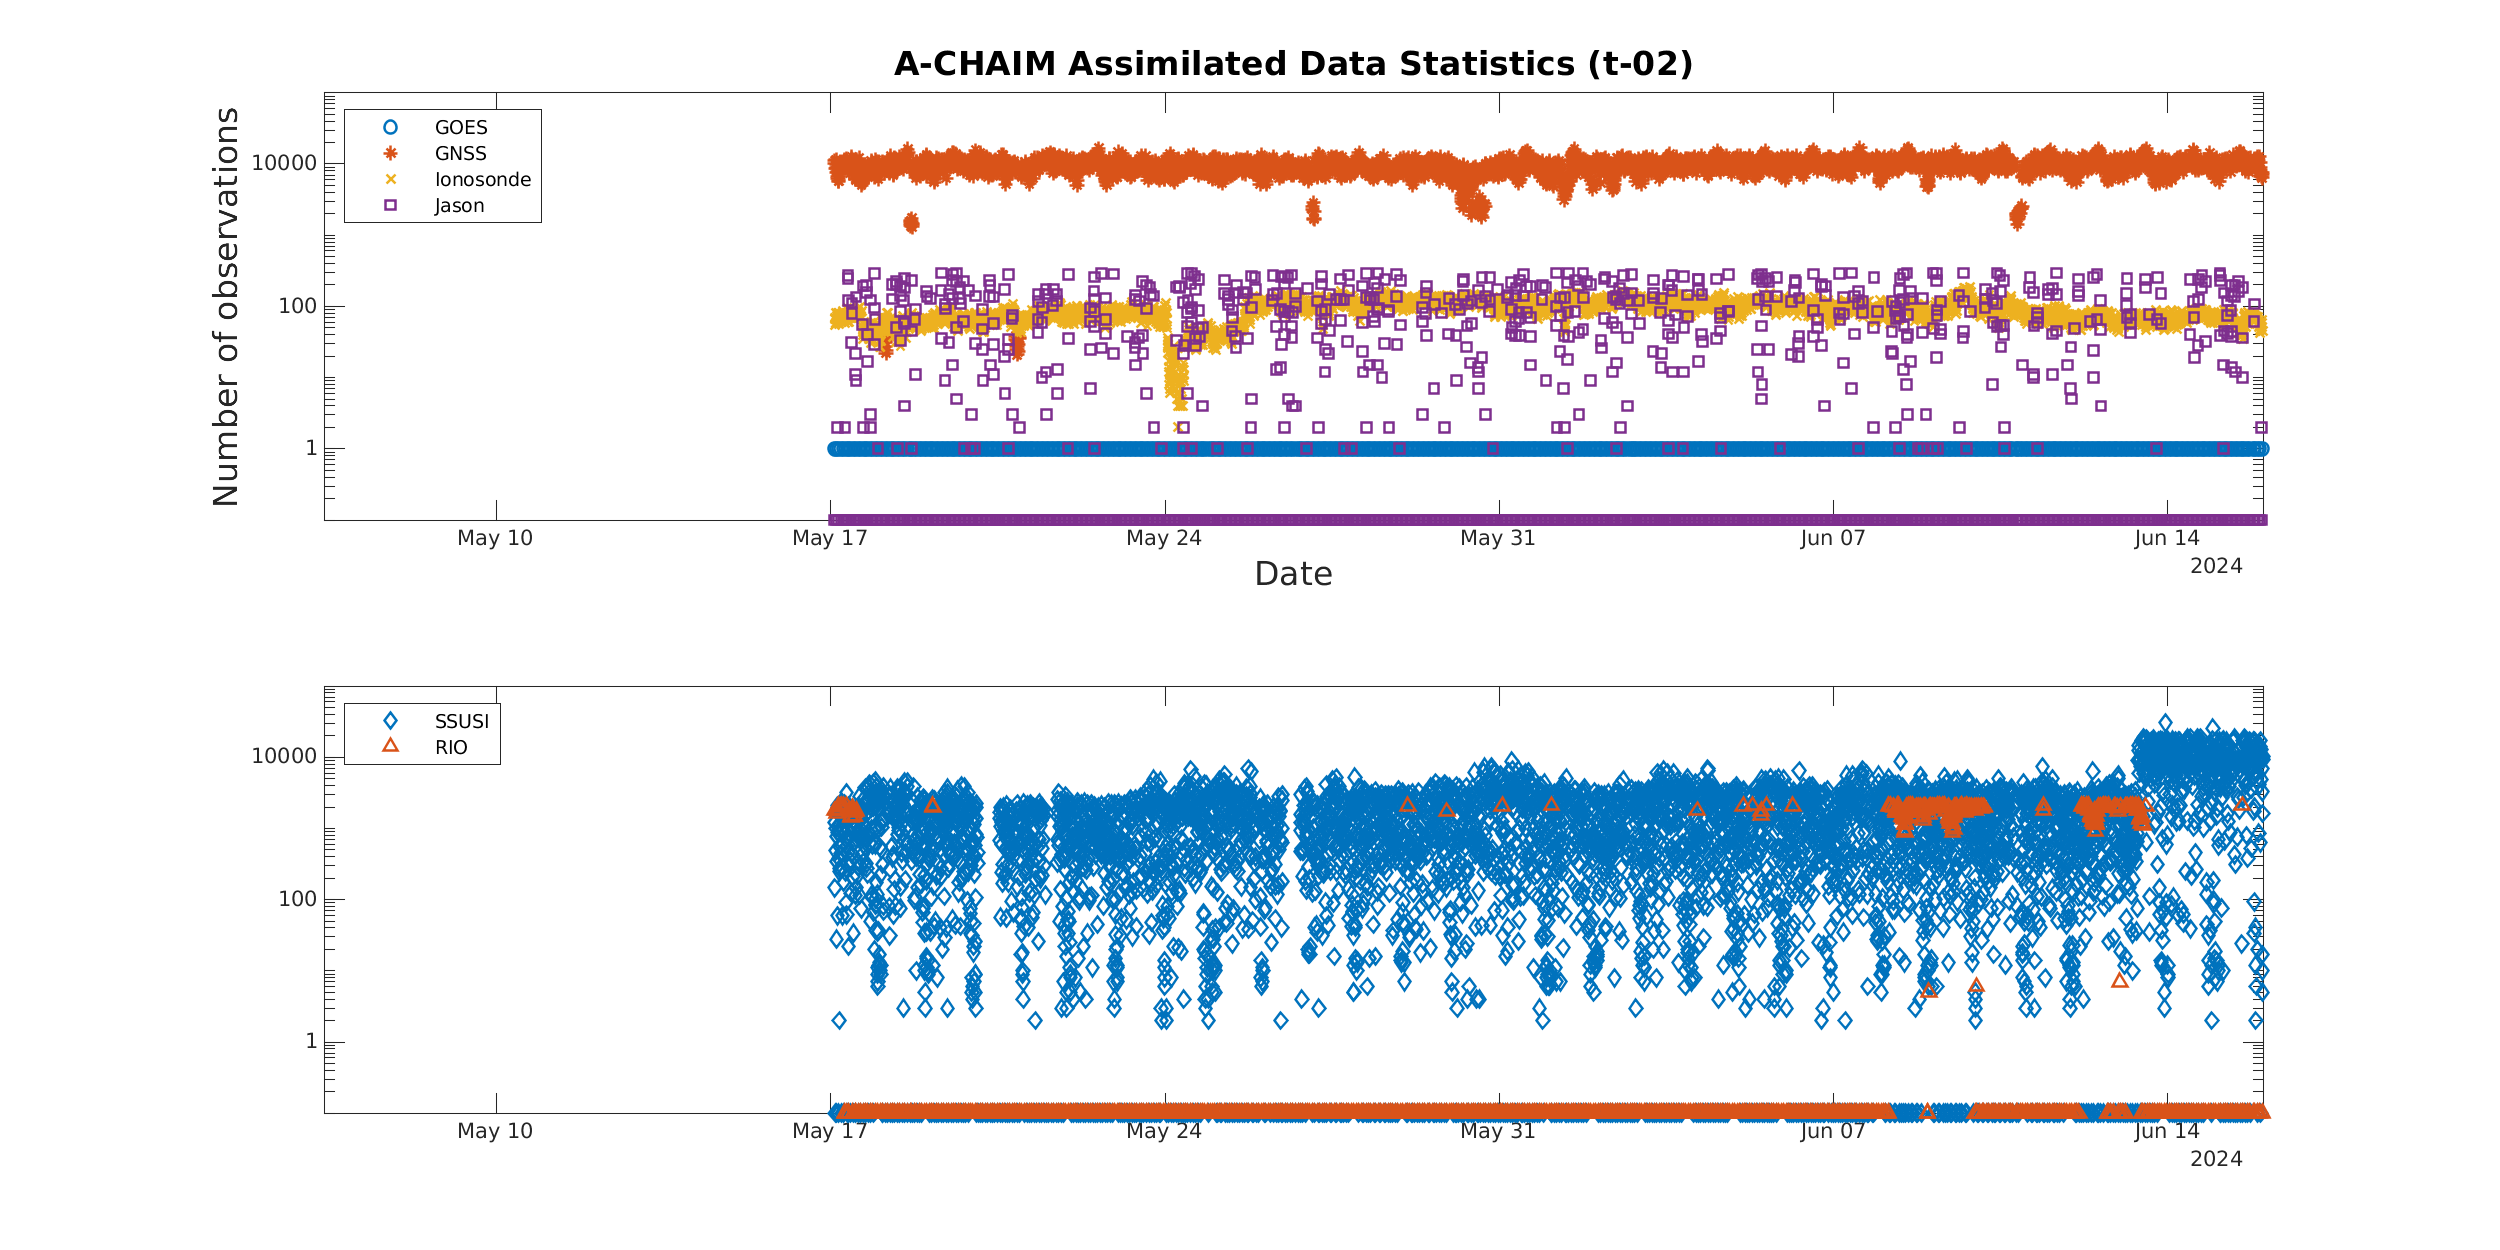 A-CHAIM Assimilated Data Statistics (t-02)
Number of observations
GOES
GNSS
Ionosonde
Jason
10000
100
1
May 10
May 17
May 24
May 31
Jun 07
Jun 14
2024
Date
SSUSI
RIO
10000
100
1
May 10
May 17
May 24
May 31
Jun 07
Jun 14
2024